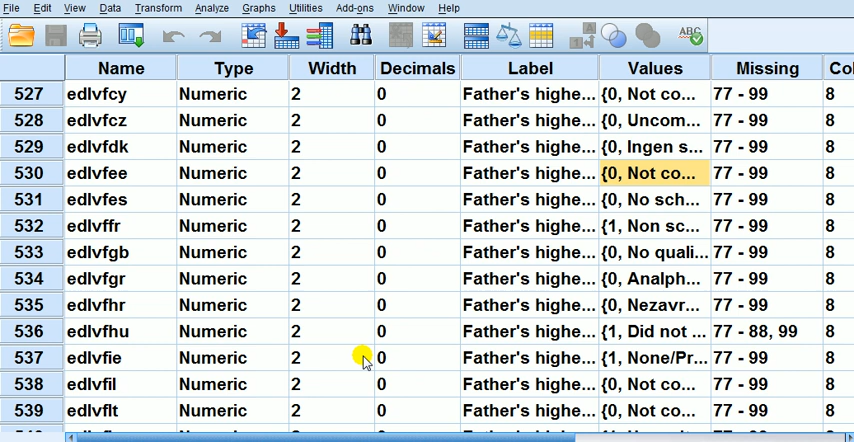 File Edit View Data Transform Analyze Graphs Utilities Add-ons Window Help
ABC
Name Type Width Decimals Label Values Missing Col
527 edlvfcy Numeric 2 0 Father's highe... {0, Not co... 77 - 99 8
528 edlvfcz Numeric 2 0 Father's highe... {0, Uncom... 77 - 99 8
529 edlvfdk Numeric 2 0 Father's highe... {0, Ingen s... 77 - 99 8
530 edlvfee Numeric 2 0 Father's highe... {0, Not co... 77 - 99 8
531 edlvfes Numeric 2 0 Father's highe... {0, No sch... 77 - 99 8
532 edlvffr Numeric 2 0 Father's highe... {1, Non sc... 77 - 99 8
533 edlvfgb Numeric 2 0 Father's highe... {0, No quali... 77 - 99 8
534 edlvfgr Numeric 2 0 Father's highe... {0, Analph... 77 - 99 8
535 edlvfhr Numeric 2 0 Father's highe... {0, Nezavr... 77 - 99 8
536 edlvfhu Numeric 2 0 Father's highe... {1, Did not ... 77 - 88, 99 8
537 edlvfie Numeric 2 0 Father's highe... {1, None/Pr... 77 - 99 8
538 edlvfil Numeric 2 0 Father's highe... {0, Not co... 77 - 99 8
539 edlvflt Numeric 2 0 Father's highe... {0, Not co... 77 - 99 8